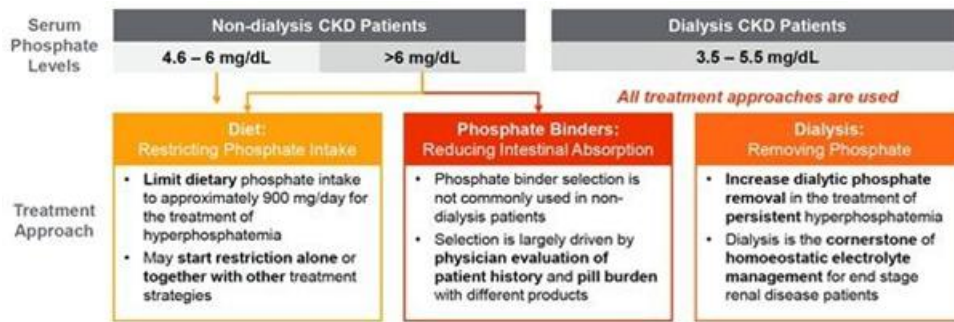 Serum
Phosphate
Levels
Non-dialysis CKD Patients
4.6 – 6 mg/dL
>6 mg/dL
Dialysis CKD Patients
3.5 – 5.5 mg/dL
All treatment approaches are used
Treatment
Approach
Diet:
Restricting Phosphate Intake
• Limit dietary phosphate intake
to approximately 900 mg/day for
the treatment of
hyperphosphatemia
• May start restriction alone or
together with other treatment
strategies
Phosphate Binders:
Reducing Intestinal Absorption
• Phosphate binder selection is
not commonly used in non-
dialysis patients
• Selection is largely driven by
physician evaluation of
patient history and pill burden
with different products
Dialysis:
Removing Phosphate
• Increase dialytic phosphate
removal in the treatment of
persistent hyperphosphatemia
• Dialysis is the cornerstone of
homoeostatic electrolyte
management for end stage
renal disease patients